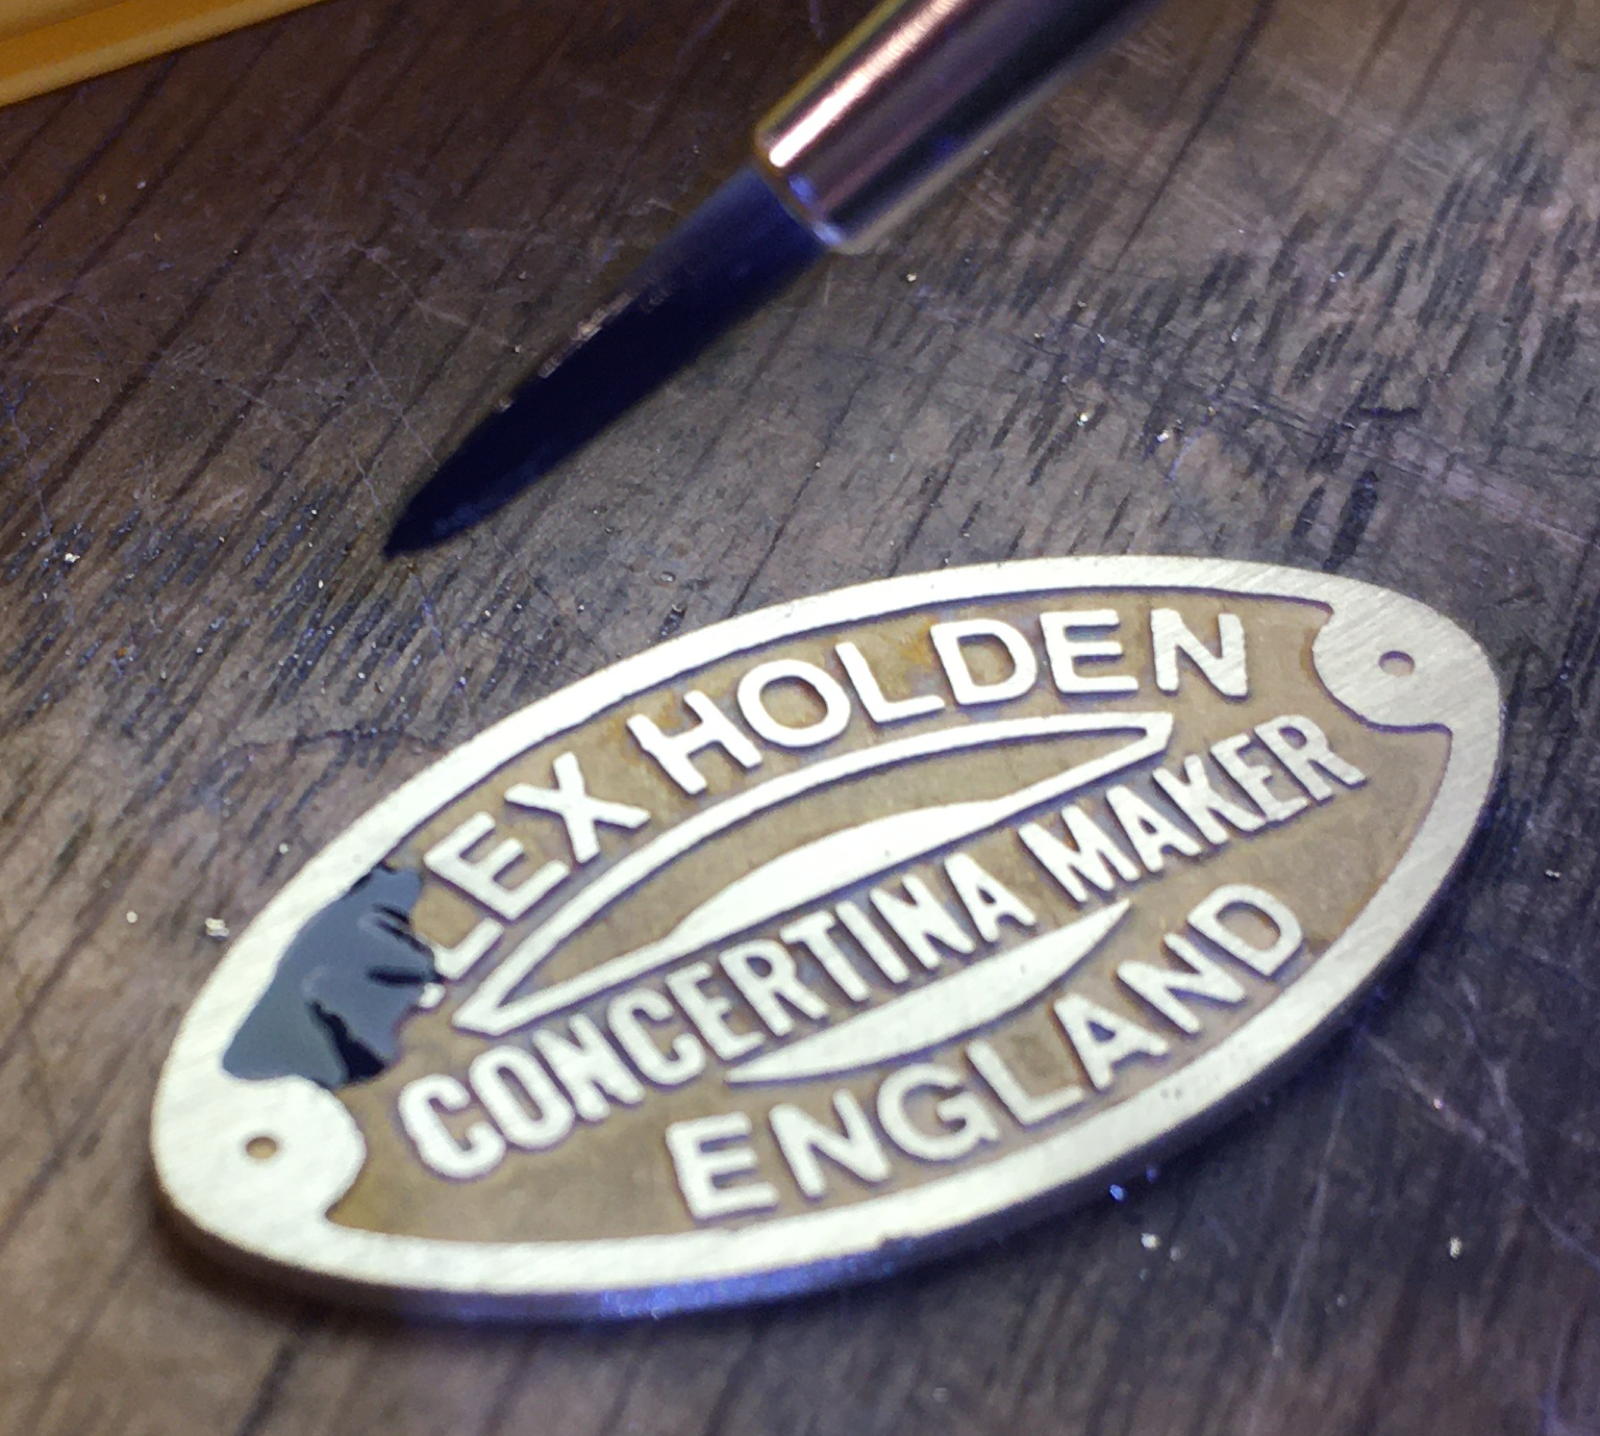 LEX HOLDEN
CONCERTINA MAKER
ENGLAND